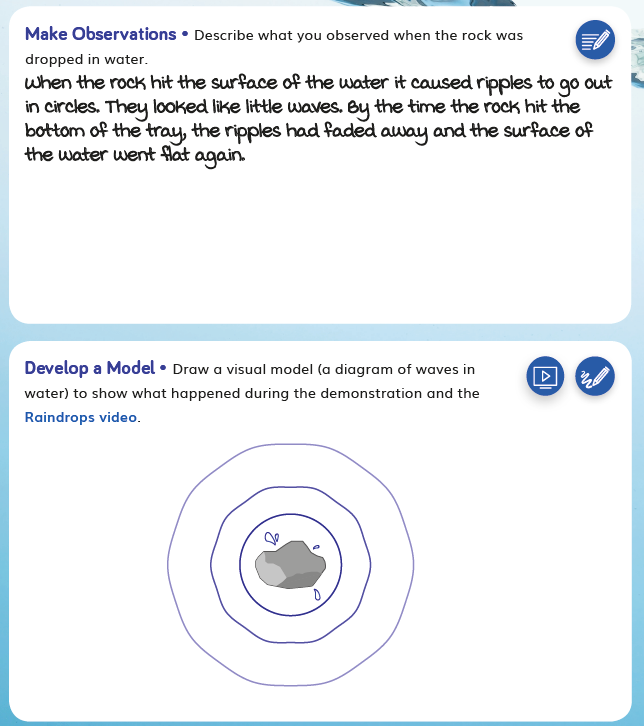 Make Observations • Describe what you observed when the rock was
dropped in water.
When the rock hit the surface of the water it caused ripples to go out
in circles. They looked like little waves. By the time the rock hit the
bottom of the tray, the ripples had faded away and the surface of
the water went flat again.
Develop a Model • Draw a visual model (a diagram of waves in
water) to show what happened during the demonstration and the
Raindrops video.